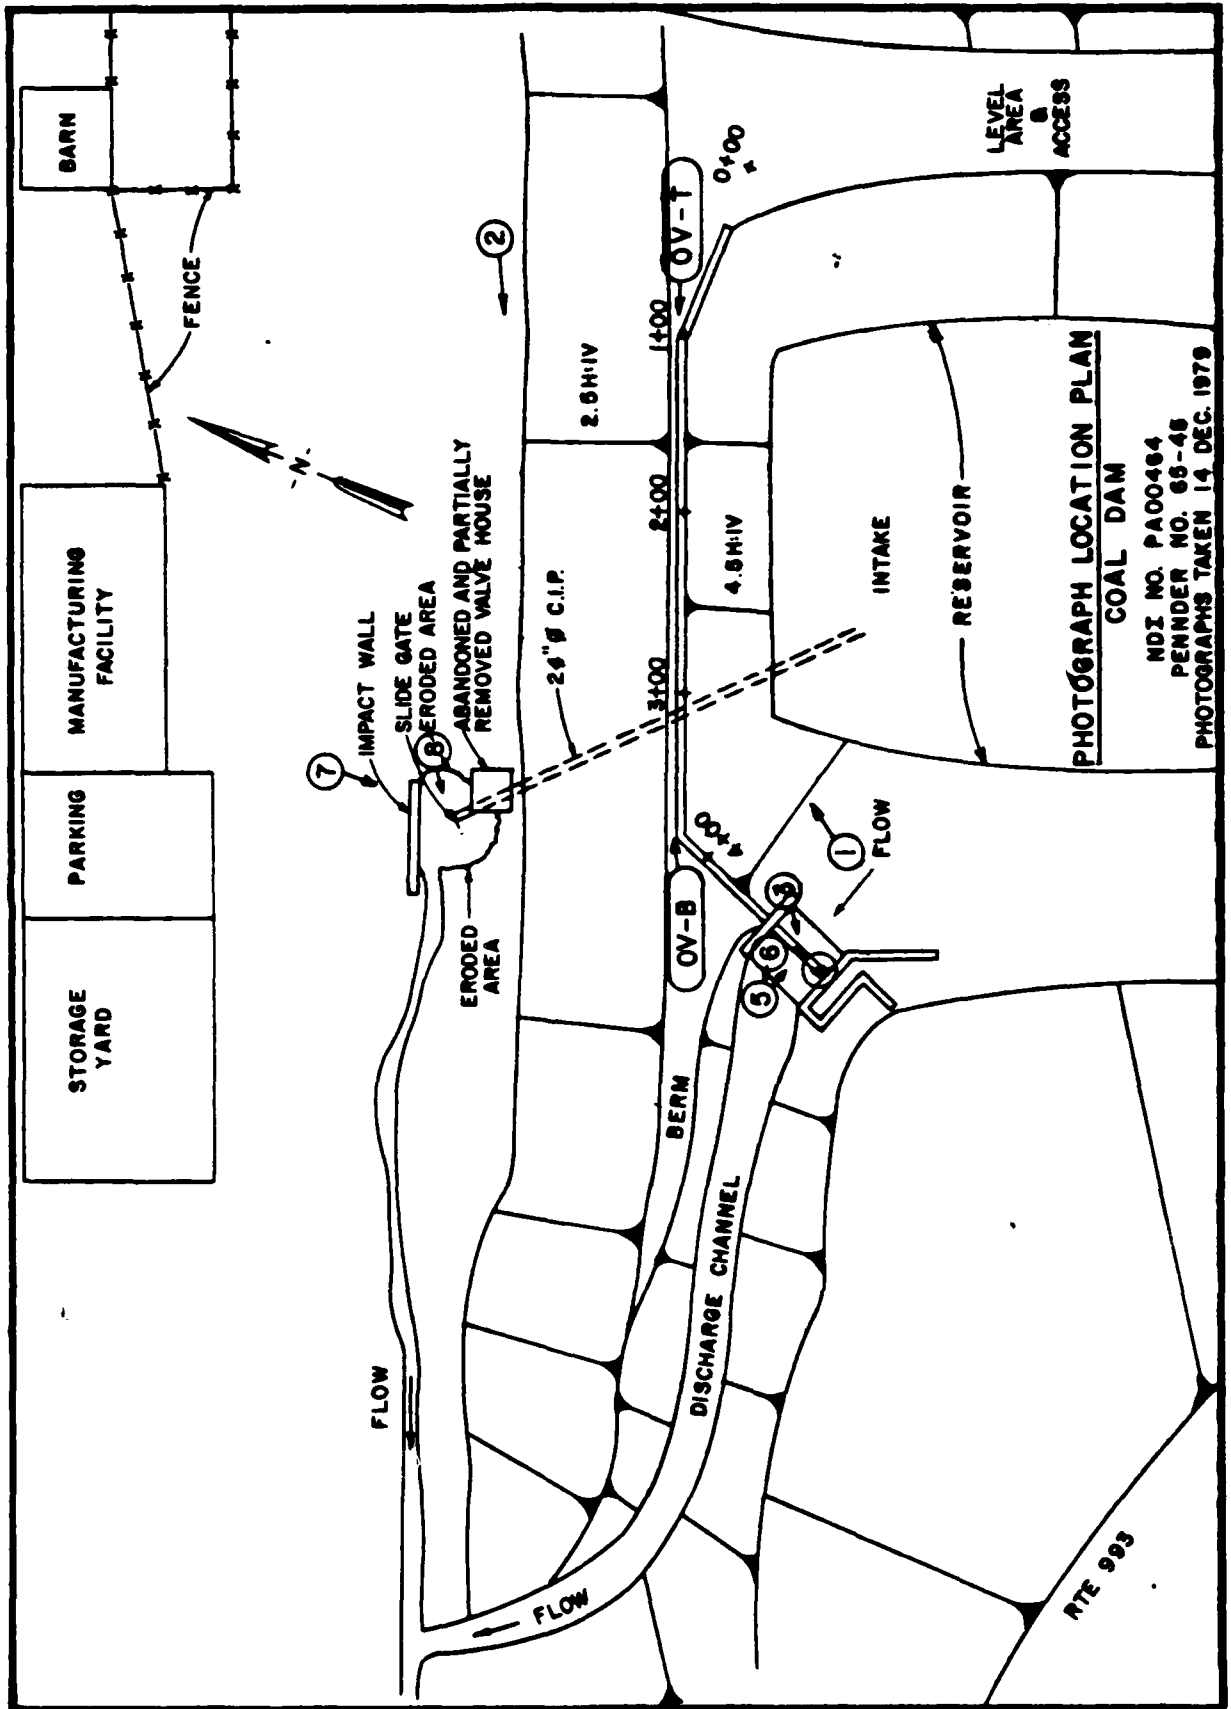 STORAGE
YARD
PARKING
MANUFACTURING
FACILITY
BARN
FENCE
-N-
FLOW
7
IMPACT WALL
SLIDE GATE
ERODED AREA
8
ABANDONED AND PARTIALLY
REMOVED VALVE HOUSE
2
ERODED
AREA
24" Ø C.I.P.
2.5H:1V
BERM
OV-B
4+00
3+00
2+00
1+00
OV-T
0+00
4.5H:1V
DISCHARGE CHANNEL
FLOW
5
6
3
1
FLOW
INTAKE
RESERVOIR
LEVEL
AREA
&
ACCESS
RTE 993
PHOTOGRAPH LOCATION PLAN
COAL DAM
NDI NO. PA00464
PENNDER NO. 65-45
PHOTOGRAPHS TAKEN 14 DEC. 1979